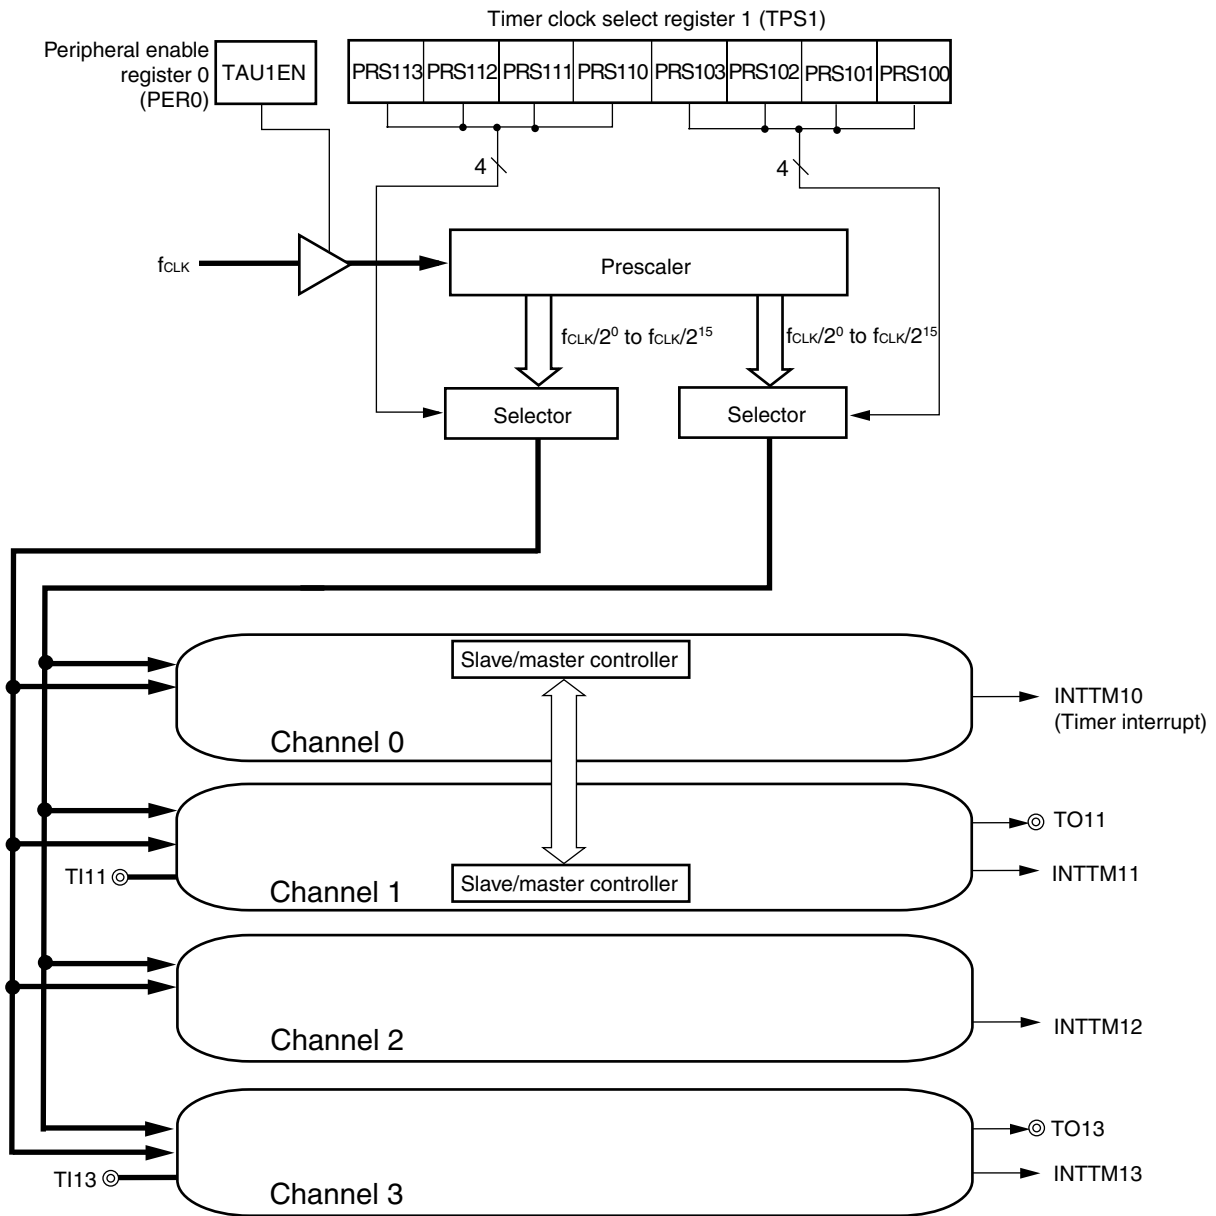 Timer clock select register 1 (TPS1)
Peripheral enable
register 0
(PER0)
TAU1EN
PRS113 PRS112 PRS111 PRS110 PRS103 PRS102 PRS101 PRS100
4
4
fCLK
Prescaler
fCLK/2⁰ to fCLK/2¹⁵
fCLK/2⁰ to fCLK/2¹⁵
Selector
Selector
Slave/master controller
INTTM10
(Timer interrupt)
Channel 0
TO11
TI11
INTTM11
Slave/master controller
Channel 1
INTTM12
Channel 2
TO13
TI13
INTTM13
Channel 3